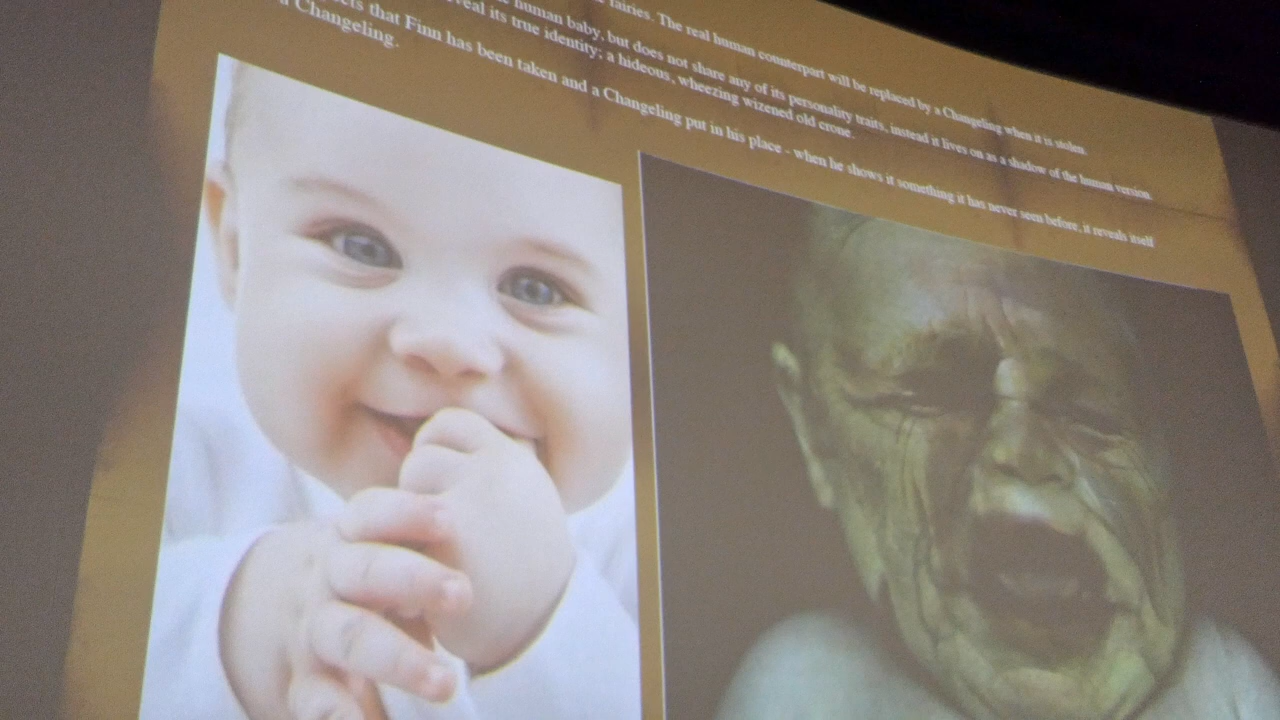 fairies. The real human counterpart will be replaced by a Changeling when it is stolen.
human baby, but does not share any of its personality traits, instead it lives on as a shadow of the human version.
its true identity; a hideous, wheezing wizened old crone.
that Finn has been taken and a Changeling put in his place - when he shows it something it has never seen before, it reveals itself
a Changeling.